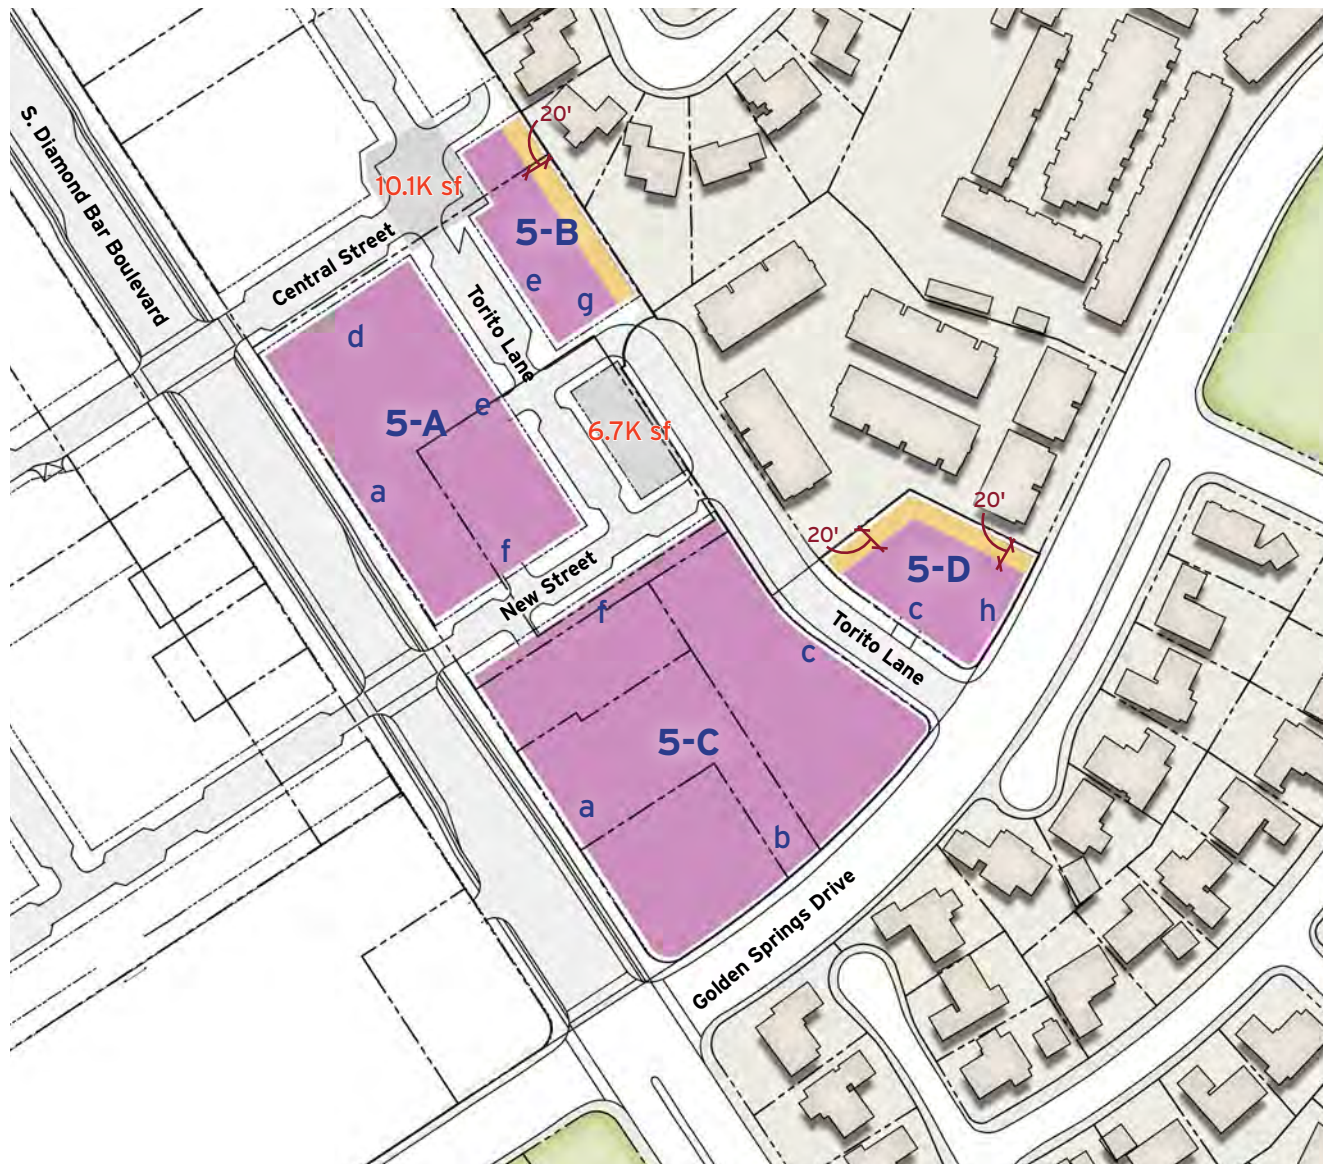 20'
S. Diamond Bar Boulevard
10.1K sf
5-B
Central Street
e
g
Torito Lane
d
5-A
e
6.7K sf
a
20'
20'
f
5-D
New Street
c
h
f
Torito Lane
c
5-C
a
b
Golden Springs Drive